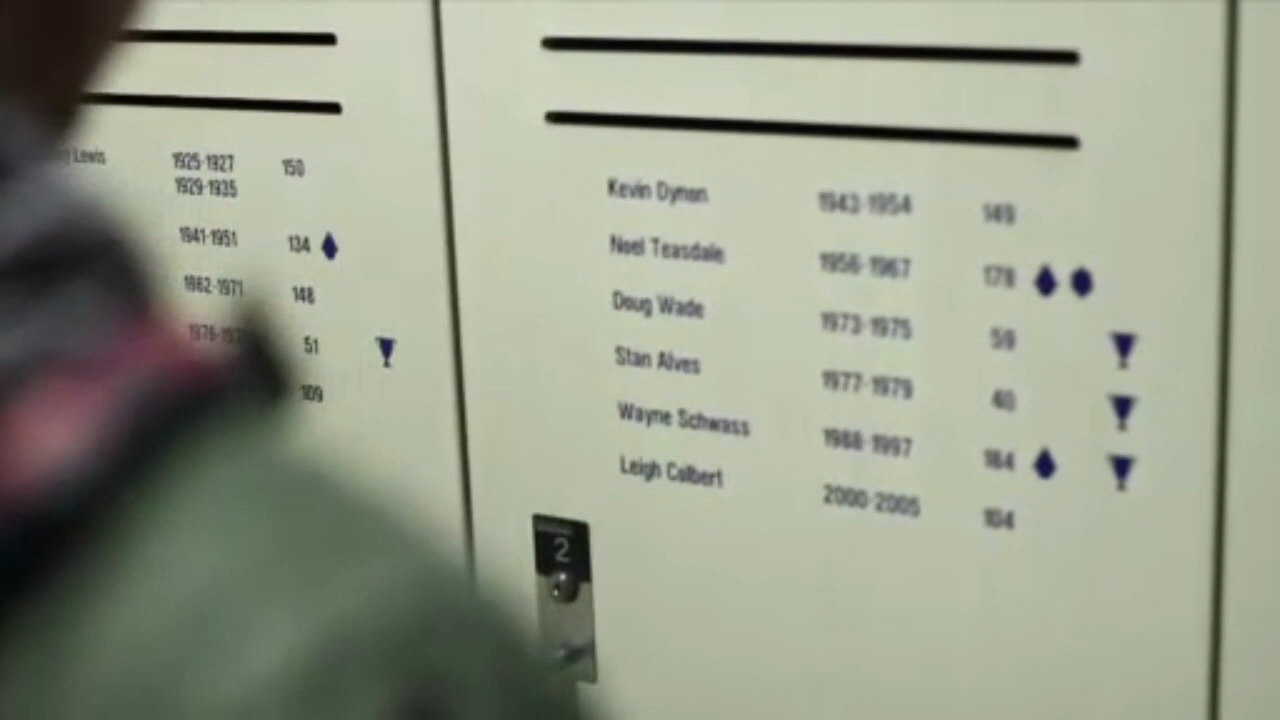 Lewis 1925-1927 150
1929-1935
1941-1951 134
1962-1971 148
51
109
Kevin Dynon 1943-1954 149
Noel Teasdale 1956-1967 178
Doug Wade 1973-1975 59
Stan Alves 1977-1979 40
Wayne Schwass 1988-1997 184
Leigh Colbert 2000-2005 104
2